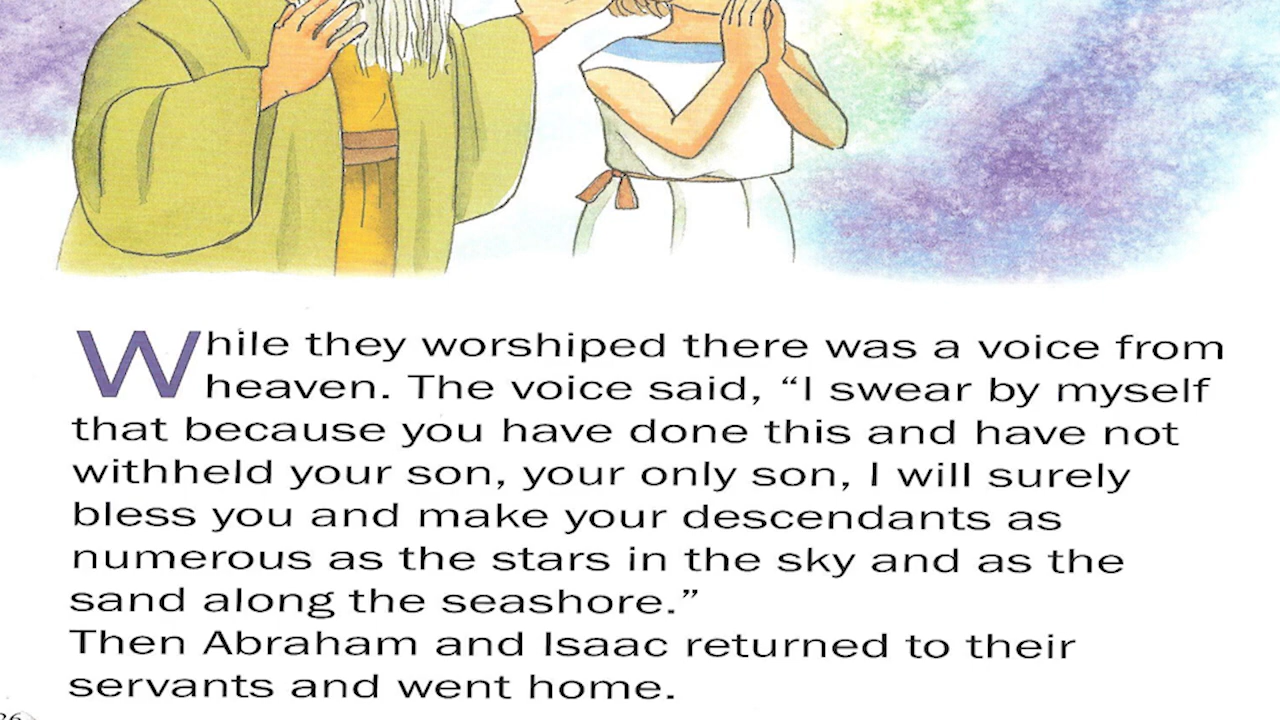 While they worshiped there was a voice from
heaven. The voice said, “I swear by myself
that because you have done this and have not
withheld your son, your only son, I will surely
bless you and make your descendants as
numerous as the stars in the sky and as the
sand along the seashore.”
Then Abraham and Isaac returned to their
servants and went home.